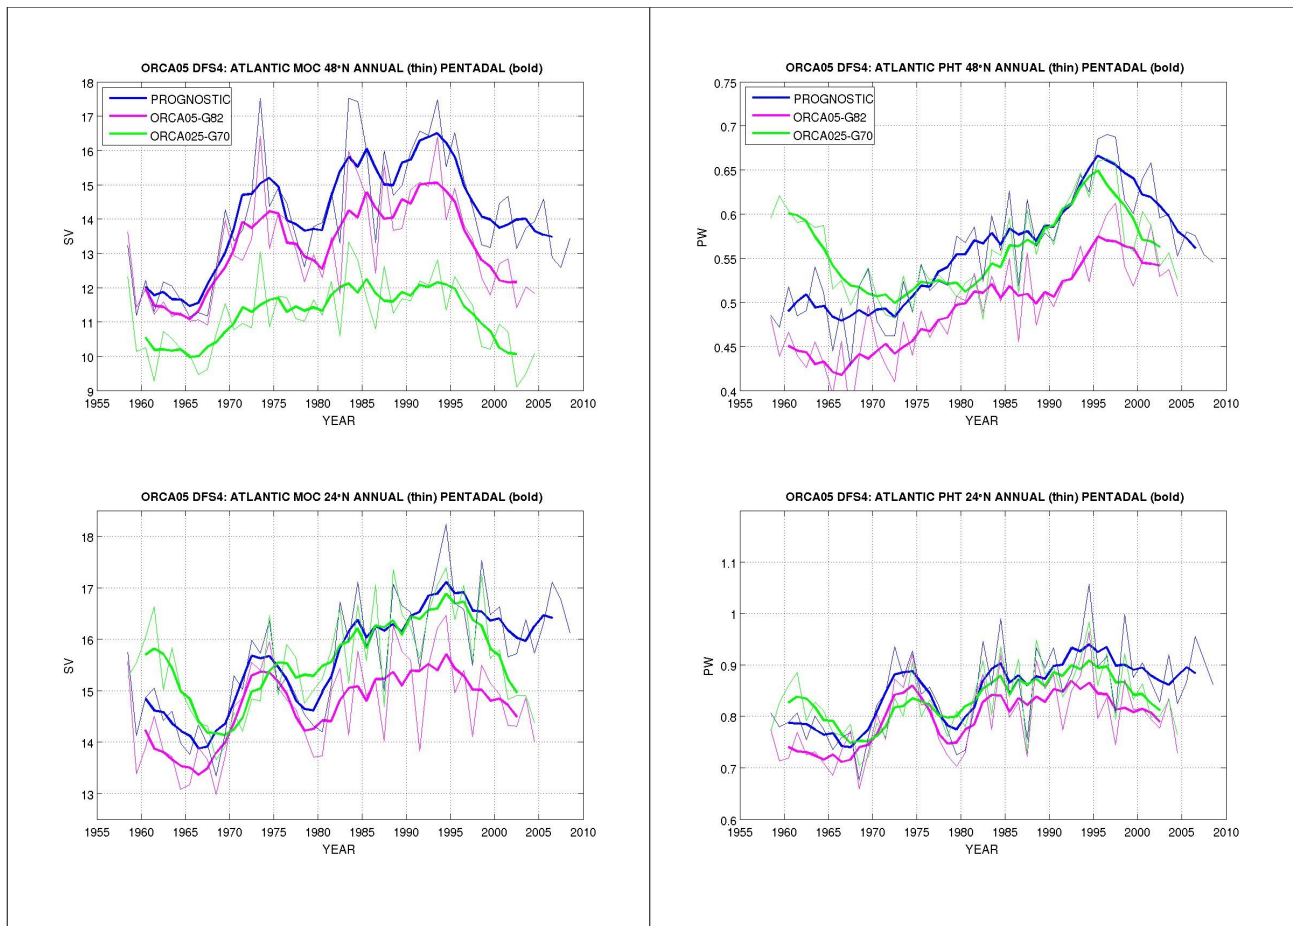 ORCA05 DFS4: ATLANTIC MOC 48°N ANNUAL (thin) PENTADAL (bold)
18
17
16
15
14
13
12
11
10
9
SV
PROGNOSTIC
ORCA05-G82
ORCA025-G70
1955 1960 1965 1970 1975 1980 1985 1990 1995 2000 2005 2010
YEAR
ORCA05 DFS4: ATLANTIC PHT 48°N ANNUAL (thin) PENTADAL (bold)
0.75
0.7
0.65
0.6
0.55
0.5
0.45
0.4
PW
PROGNOSTIC
ORCA05-G82
ORCA025-G70
1955 1960 1965 1970 1975 1980 1985 1990 1995 2000 2005 2010
YEAR
ORCA05 DFS4: ATLANTIC MOC 24°N ANNUAL (thin) PENTADAL (bold)
18
17
16
15
14
13
SV
1955 1960 1965 1970 1975 1980 1985 1990 1995 2000 2005 2010
YEAR
ORCA05 DFS4: ATLANTIC PHT 24°N ANNUAL (thin) PENTADAL (bold)
1.1
1
0.9
0.8
0.7
0.6
PW
1955 1960 1965 1970 1975 1980 1985 1990 1995 2000 2005 2010
YEAR